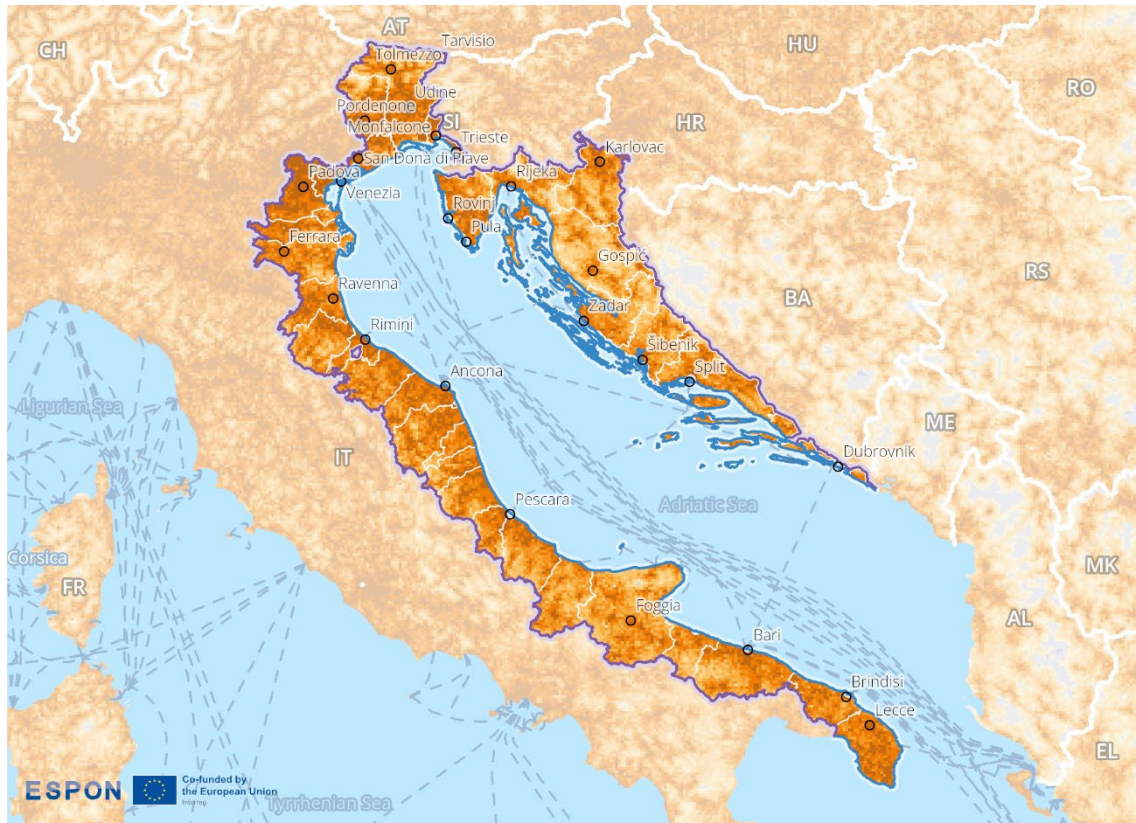 AT
CH
HU
Tarvisio
Tolmezzo
RO
Udine
Pordenone
Monfalcone
SI
HR
Trieste
San Dona di Piave
Karlovac
Padova
Venezia
Rijeka
Rovinj
Pula
Ferrara
Gospić
RS
Ravenna
BA
Zadar
Rimini
Šibenik
Split
Ancona
Ligurian Sea
ME
IT
Dubrovnik
Pescara
Adriatic Sea
Corsica
MK
FR
Foggia
AL
Bari
Brindisi
Lecce
EL
ESPON
Co-funded by
the European Union
Interreg
Tyrrhenian Sea